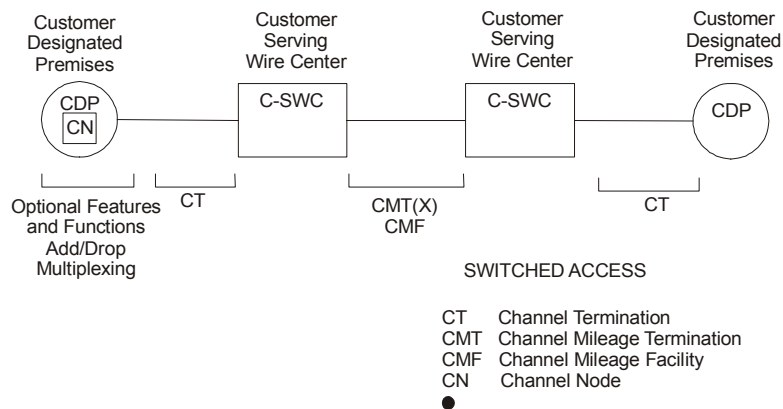 Customer
Designated
Premises
Customer
Serving
Wire Center
Customer
Serving
Wire Center
Customer
Designated
Premises
CDP
CN
C-SWC
C-SWC
CDP
Optional Features
and Functions
Add/Drop
Multiplexing
CT
CMT(X)
CMF
CT
SWITCHED ACCESS
CT Channel Termination
CMT Channel Mileage Termination
CMF Channel Mileage Facility
CN Channel Node